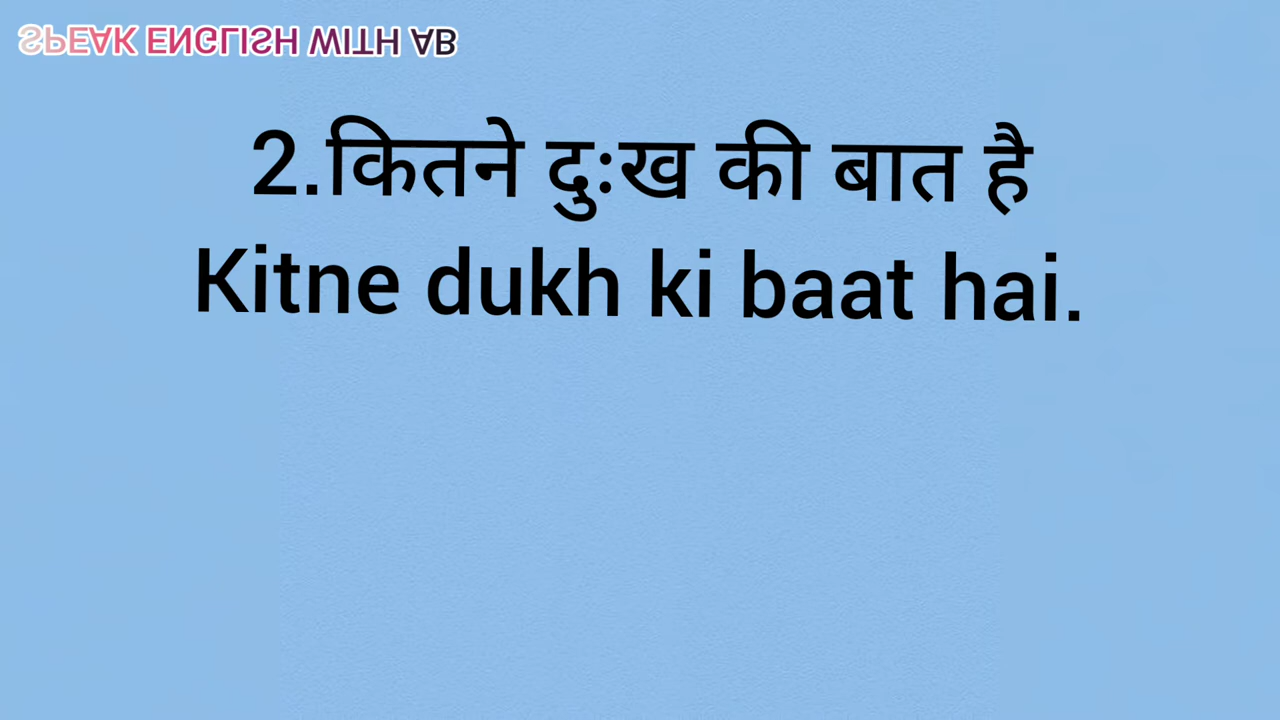 SPEAK ENGLISH WITH AB
2.कितने दुःख की बात है
Kitne dukh ki baat hai.